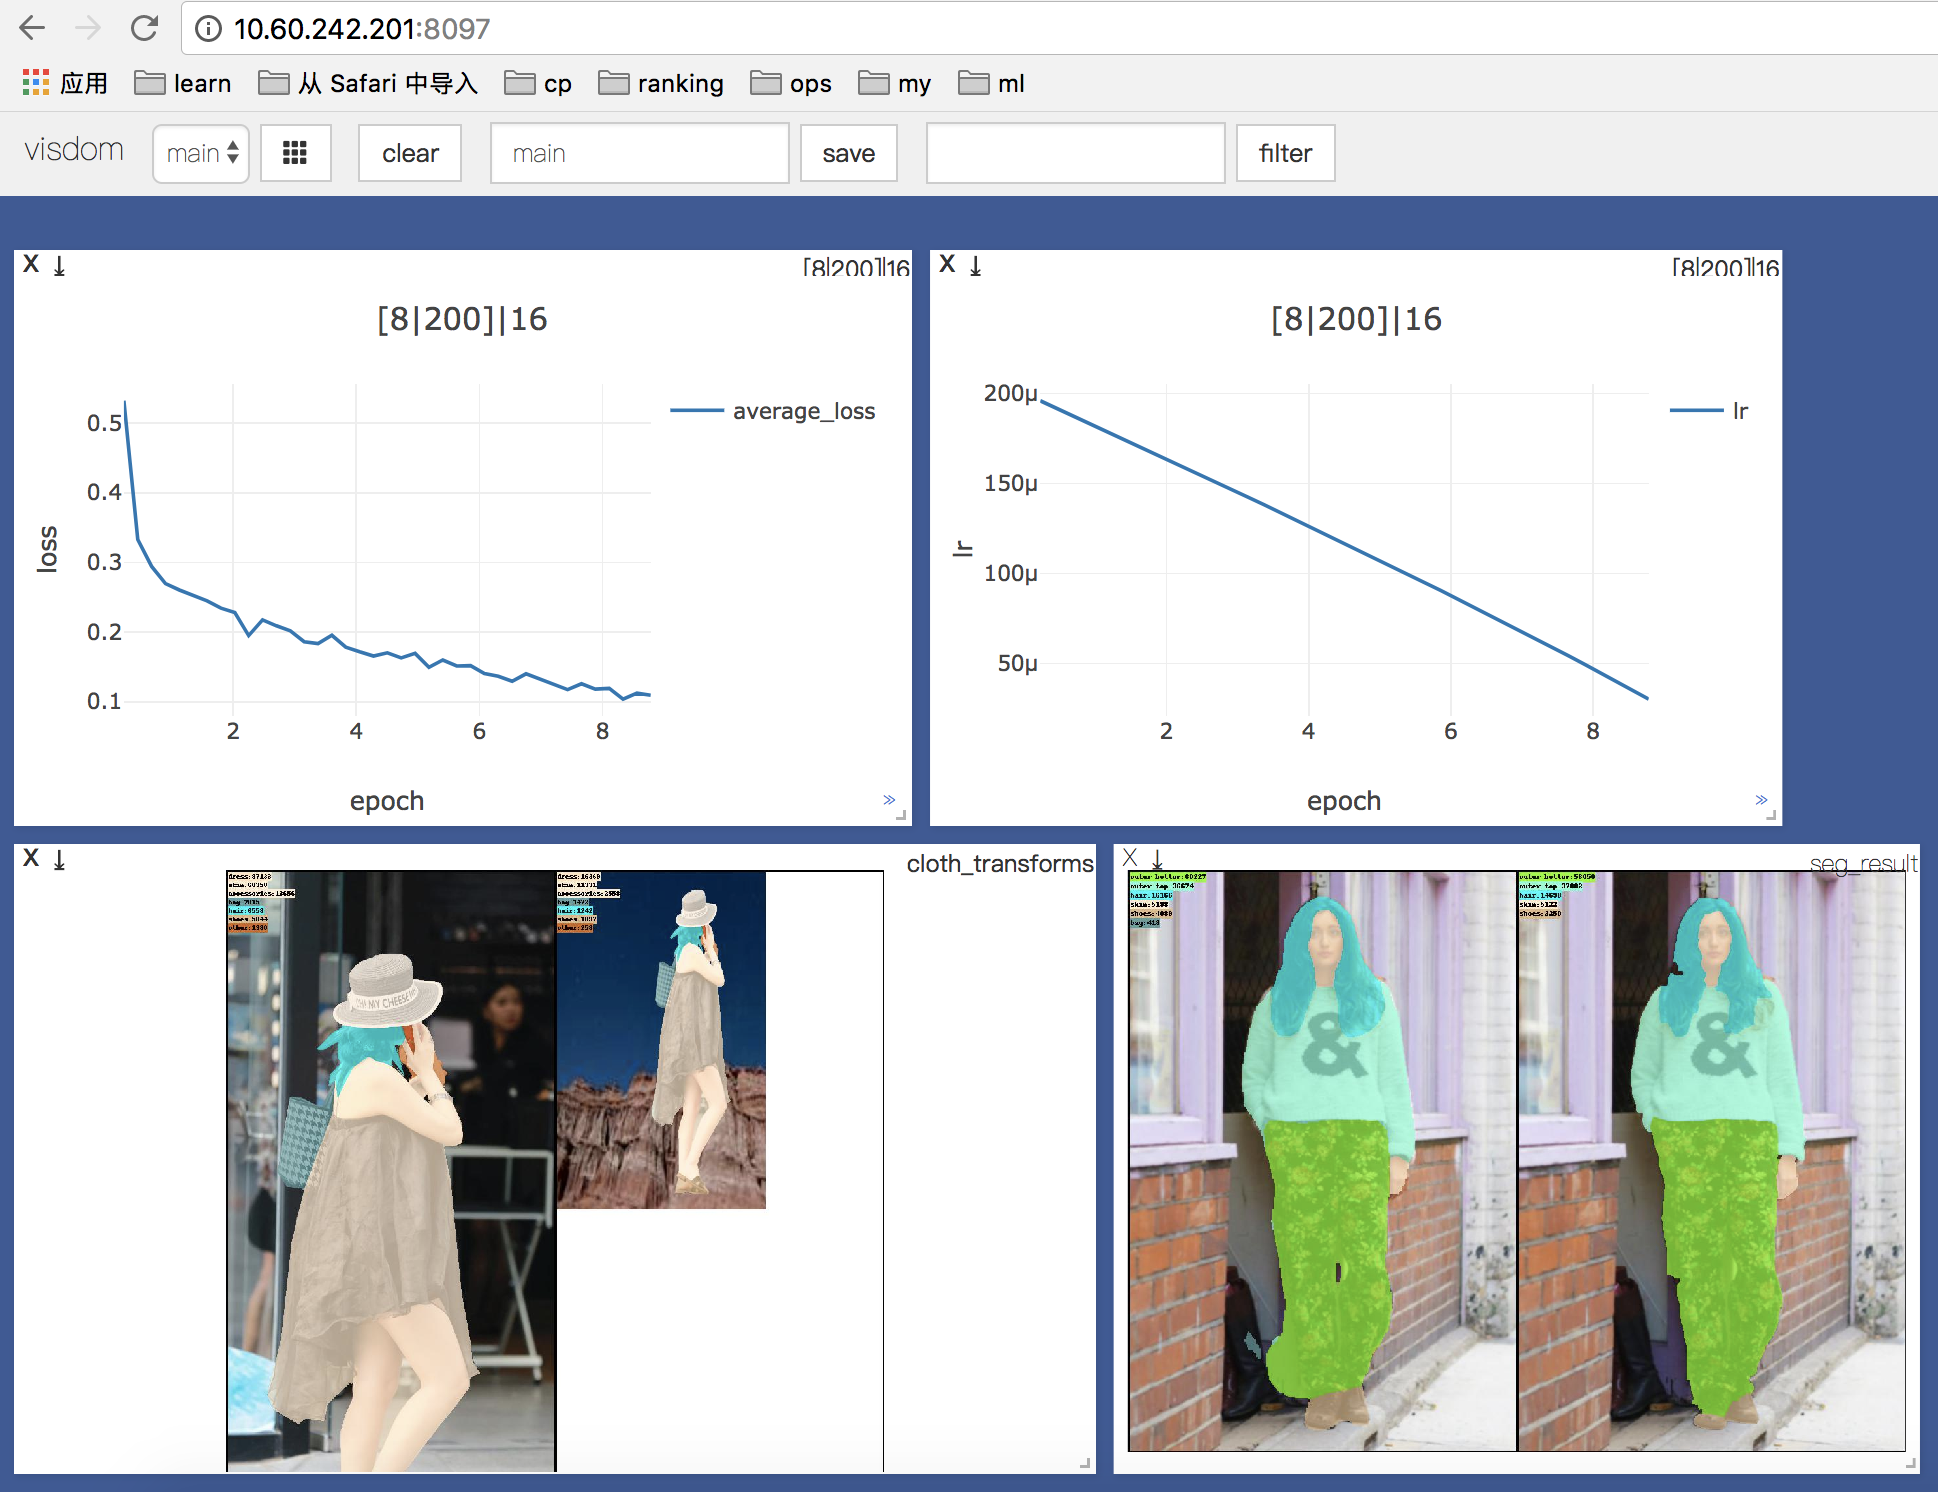 10.60.242.201:8097
应用 learn 从 Safari 中导入 cp ranking ops my ml
visdom main clear main save filter
X [8|200]|16
[8|200]|16
0.5
0.4
0.3
0.2
0.1
loss
2 4 6 8
epoch
average_loss
X [8|200]|16
[8|200]|16
200μ
150μ
100μ
50μ
lr
2 4 6 8
epoch
lr
X cloth_transforms
X seg_result
&
&